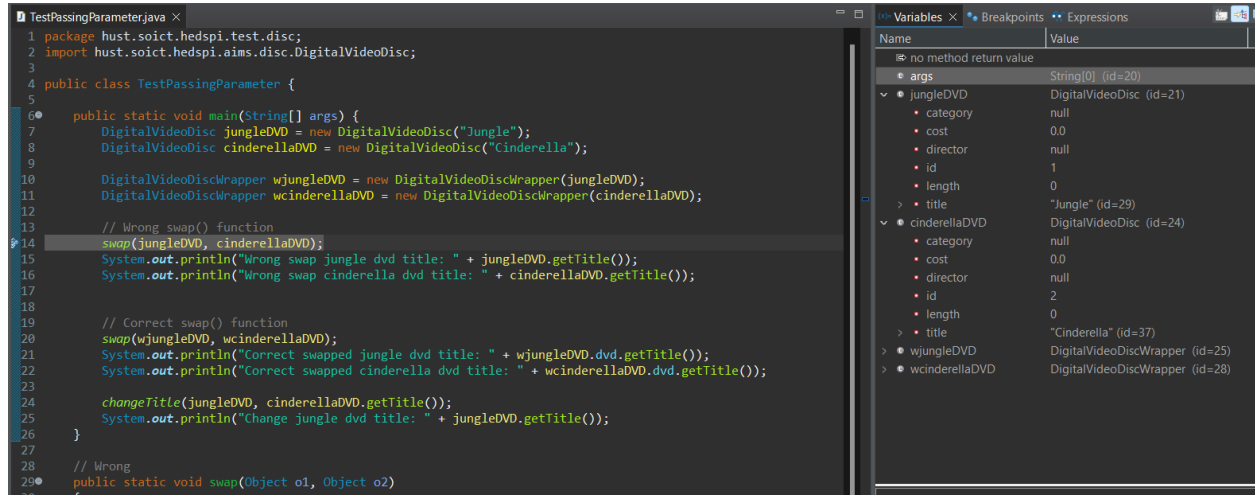 TestPassingParameter.java
1 package hust.soict.hedspi.test.disc;
2 import hust.soict.hedspi.aims.disc.DigitalVideoDisc;
3
4 public class TestPassingParameter {
5
6 public static void main(String[] args) {
7 DigitalVideoDisc jungleDVD = new DigitalVideoDisc("Jungle");
8 DigitalVideoDisc cinderellaDVD = new DigitalVideoDisc("Cinderella");
9
10 DigitalVideoDiscWrapper wjungleDVD = new DigitalVideoDiscWrapper(jungleDVD);
11 DigitalVideoDiscWrapper wcinderellaDVD = new DigitalVideoDiscWrapper(cinderellaDVD);
12
13 // Wrong swap() function
14 swap(jungleDVD, cinderellaDVD);
15 System.out.println("Wrong swap jungle dvd title: " + jungleDVD.getTitle());
16 System.out.println("Wrong swap cinderella dvd title: " + cinderellaDVD.getTitle());
17
18
19 // Correct swap() function
20 swap(wjungleDVD, wcinderellaDVD);
21 System.out.println("Correct swapped jungle dvd title: " + wjungleDVD.dvd.getTitle());
22 System.out.println("Correct swapped cinderella dvd title: " + wcinderellaDVD.dvd.getTitle());
23
24 changeTitle(jungleDVD, cinderellaDVD.getTitle());
25 System.out.println("Change jungle dvd title: " + jungleDVD.getTitle());
26 }
27
28 // Wrong
29 public static void swap(Object o1, Object o2)
Variables Breakpoints Expressions
Name Value
no method return value
args String[0] (id=20)
jungleDVD DigitalVideoDisc (id=21)
category null
cost 0.0
director null
id 1
length 0
title "Jungle" (id=29)
cinderellaDVD DigitalVideoDisc (id=24)
category null
cost 0.0
director null
id 2
length 0
title "Cinderella" (id=37)
wjungleDVD DigitalVideoDiscWrapper (id=25)
wcinderellaDVD DigitalVideoDiscWrapper (id=28)